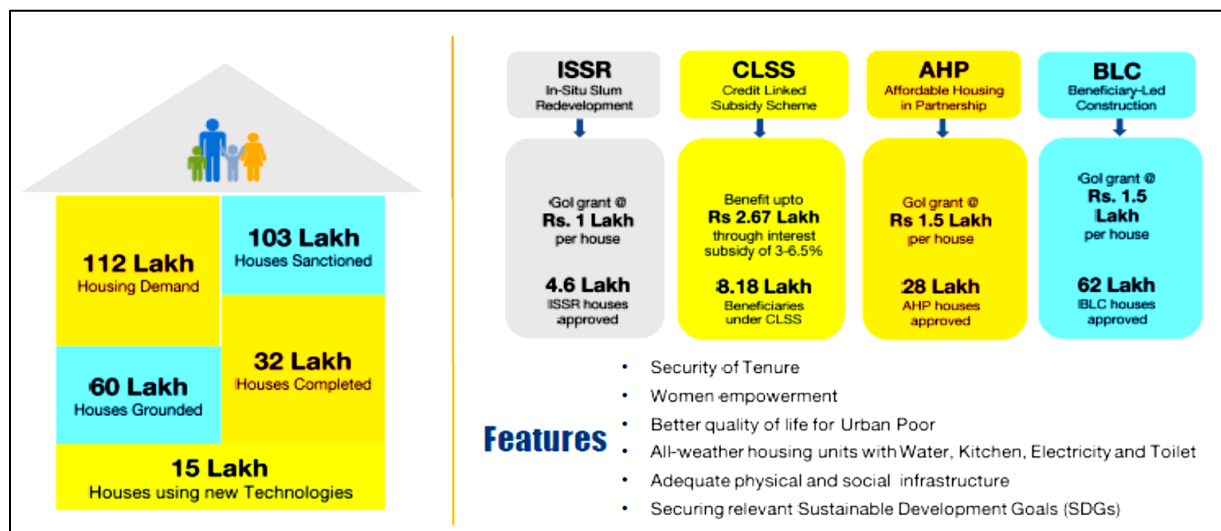 112 Lakh
Housing Demand
103 Lakh
Houses Sanctioned
60 Lakh
Houses Grounded
32 Lakh
Houses Completed
15 Lakh
Houses using new Technologies
ISSR
In-Situ Slum
Redevelopment
GoI grant @
Rs. 1 Lakh
per house
4.6 Lakh
ISSR houses
approved
CLSS
Credit Linked
Subsidy Scheme
Benefit upto
Rs 2.67 Lakh
through interest
subsidy of 3-6.5%
8.18 Lakh
Beneficiaries
under CLSS
AHP
Affordable Housing
in Partnership
GoI grant @
Rs 1.5 Lakh
per house
28 Lakh
AHP houses
approved
BLC
Beneficiary-Led
Construction
GoI grant @
Rs. 1.5
Lakh
per house
62 Lakh
BLC houses
approved
Features
• Security of Tenure
• Women empowerment
• Better quality of life for Urban Poor
• All-weather housing units with Water, Kitchen, Electricity and Toilet
• Adequate physical and social infrastructure
• Securing relevant Sustainable Development Goals (SDGs)